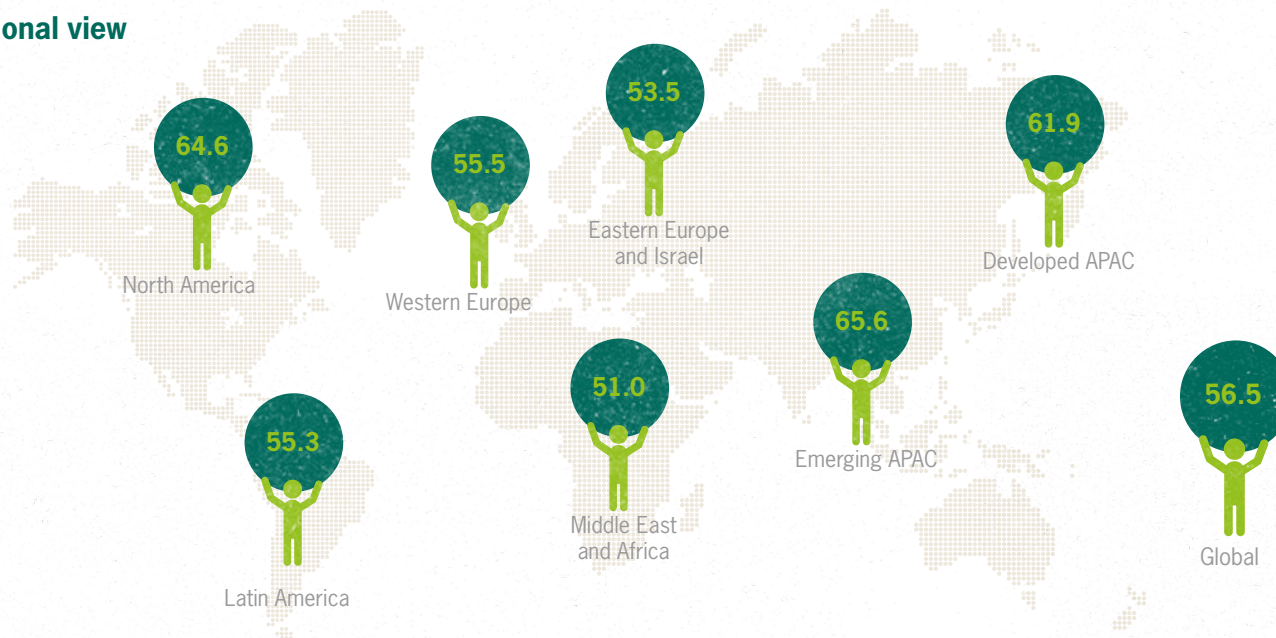 onal view
53.5
61.9
64.6
55.5
Eastern Europe
and Israel
Developed APAC
North America
Western Europe
65.6
51.0
56.5
55.3
Emerging APAC
Middle East
and Africa
Global
Latin America